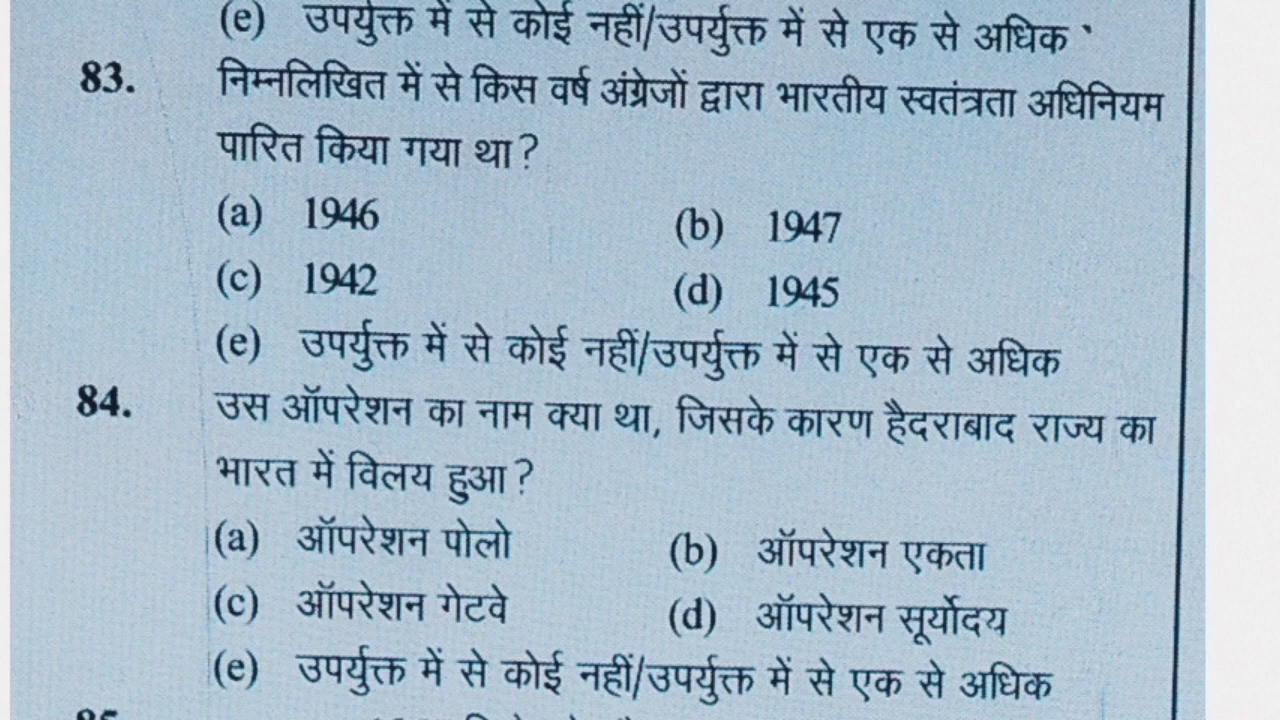 (e) उपर्युक्त में से कोई नहीं/उपर्युक्त में से एक से अधिक
83. निम्नलिखित में से किस वर्ष अंग्रेजों द्वारा भारतीय स्वतंत्रता अधिनियम
पारित किया गया था?
(a) 1946 (b) 1947
(c) 1942 (d) 1945
(e) उपर्युक्त में से कोई नहीं/उपर्युक्त में से एक से अधिक
84. उस ऑपरेशन का नाम क्या था, जिसके कारण हैदराबाद राज्य का
भारत में विलय हुआ?
(a) ऑपरेशन पोलो (b) ऑपरेशन एकता
(c) ऑपरेशन गेटवे (d) ऑपरेशन सूर्योदय
(e) उपर्युक्त में से कोई नहीं/उपर्युक्त में से एक से अधिक